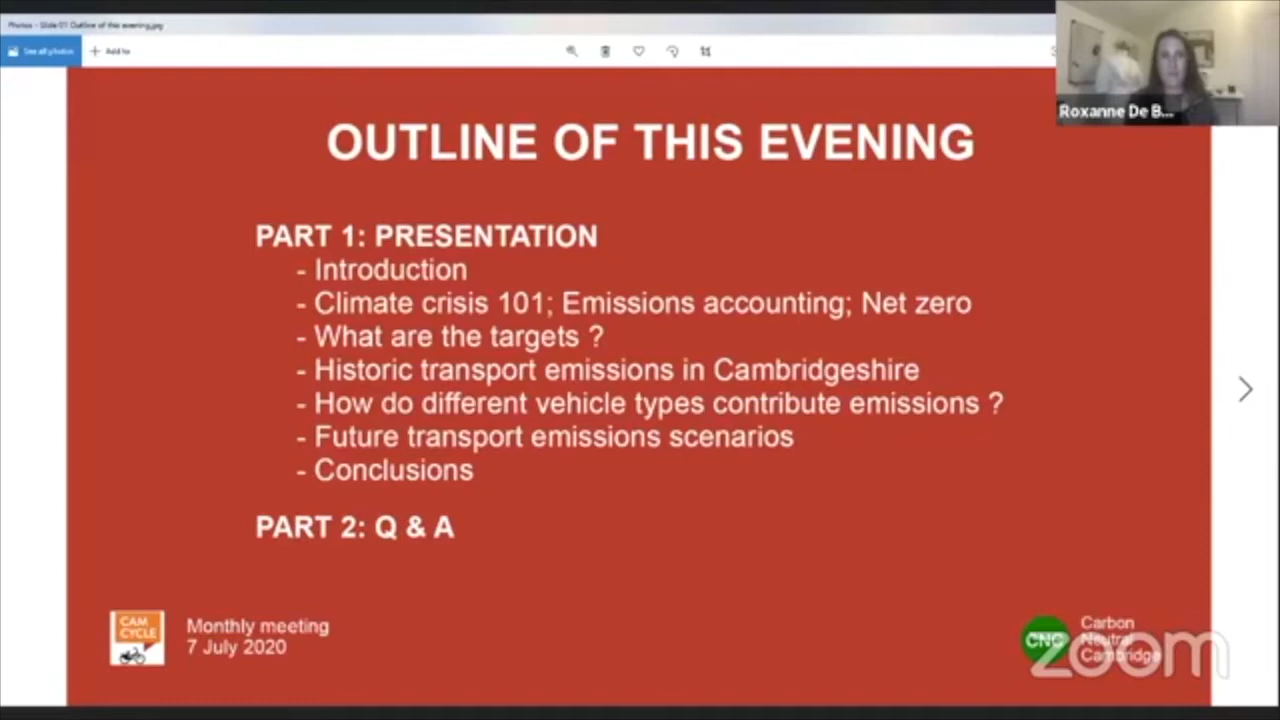 Photos - Slide 01 Outline of this evening.jpg
See all photos
Add to
Roxanne De B...
OUTLINE OF THIS EVENING
PART 1: PRESENTATION
- Introduction
- Climate crisis 101; Emissions accounting; Net zero
- What are the targets ?
- Historic transport emissions in Cambridgeshire
- How do different vehicle types contribute emissions ?
- Future transport emissions scenarios
- Conclusions
PART 2: Q & A
CAM
CYCLE
Monthly meeting
7 July 2020
CNC
Carbon
Neutral
Cambridge
zoom